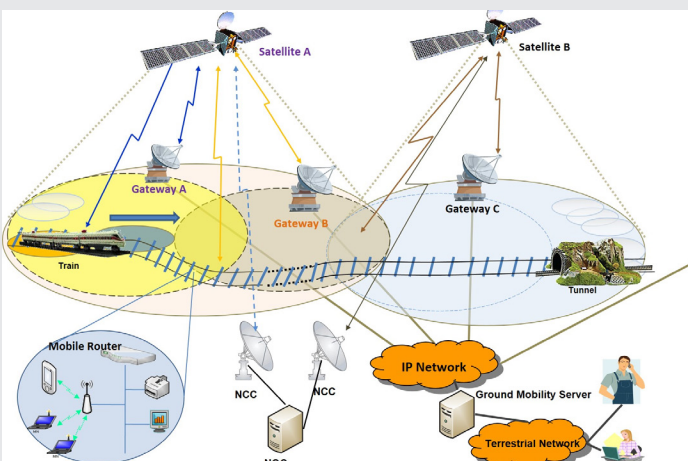 Satellite A
Satellite B
Gateway A
Gateway B
Gateway C
Train
Tunnel
Mobile Router
IP Network
NCC
NCC
Ground Mobility Server
Terrestrial Network